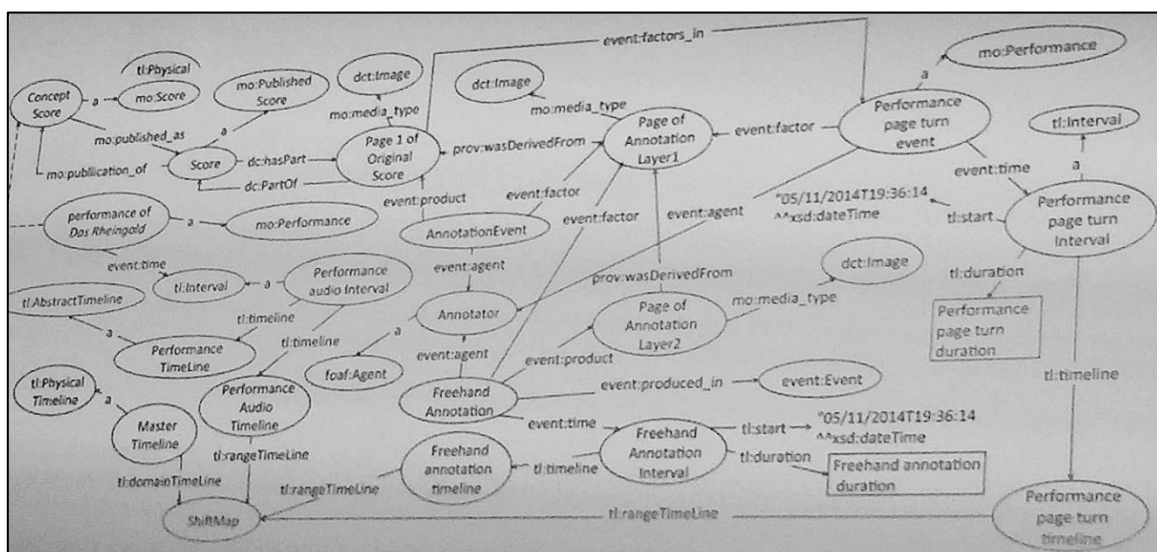 event:factors_in
mo:Performance
tl:Physical
mo:Published
Score
dct:Image
dct:Image
a
Concept
Score
a
mo:Score
a
mo:media_type
mo:media_type
Performance
page turn
event
tl:Interval
mo:published_as
Page 1 of
Original
Score
prov:wasDerivedFrom
Page of
Annotation
Layer1
event:factor
mo:publlication_of
Score
dc:hasPart
dc:PartOf
event:time
a
event:product
event:factor
event:factor
event:agent
"05/11/2014T19:36:14
^^xsd:dateTime
tl:start
Performance
page turn
Interval
performance of
Das Rheingold
a
mo:Performance
AnnotationEvent
event:time
event:agent
prov:wasDerivedFrom
dct:Image
tl:duration
tl:AbstractTimeline
tl:Interval
a
Performance
audio Interval
Annotator
Page of
Annotation
Layer2
mo:media_type
Performance
page turn
duration
a
tl:timeline
tl:timeline
a
event:agent
event:product
Performance
TimeLine
foaf:Agent
tl:timeline
tl:Physical
Timeline
a
Performance
Audio
Timeline
Freehand
Annotation
event:produced_in
event:Event
Master
Timeline
event:time
Freehand
Annotation
Interval
tl:start
"05/11/2014T19:36:14
^^xsd:dateTime
tl:rangeTimeLine
Freehand
annotation
timeline
tl:timeline
tl:duration
Freehand annotation
duration
tl:domainTimeLine
tl:rangeTimeLine
ShiftMap
tl:rangeTimeLine
Performance
page turn
timeline